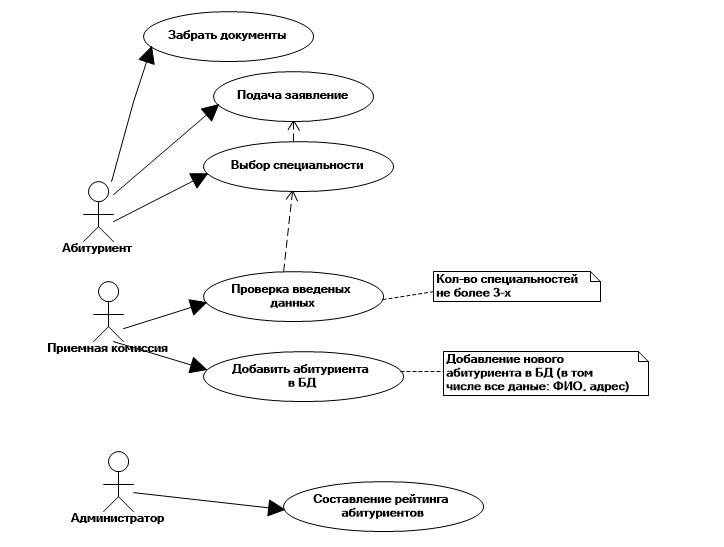 Забрать документы
Подача заявление
Выбор специальности
Абитуриент
Проверка введеных
данных
Кол-во специальностей
не более 3-х
Приемная комиссия
Добавить абитуриента
в БД
Добавление нового
абитуриента в БД (в том
числе все даные: ФИО, адрес)
Администратор
Составление рейтинга
абитуриентов